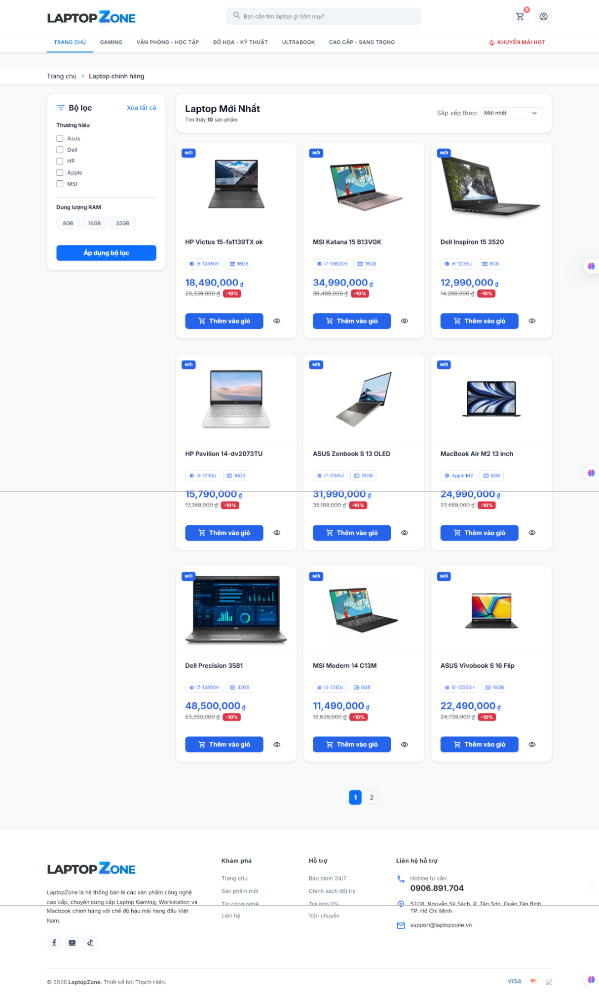 LAPTOP ZONE
Bạn cần tìm laptop gì hôm nay?
0
TRANG CHỦ
GAMING
VĂN PHÒNG - HỌC TẬP
ĐỒ HỌA - KỸ THUẬT
ULTRABOOK
CAO CẤP - SANG TRỌNG
KHUYẾN MÃI HOT
Trang chủ › Laptop chính hãng
Bộ lọc
Xóa tất cả
Thương hiệu
Asus
Dell
HP
Apple
MSI
Dung lượng RAM
8GB 16GB 32GB
Áp dụng bộ lọc
Laptop Mới Nhất
Tìm thấy 10 sản phẩm
Sắp xếp theo: Mới nhất
MỚI
HP Victus 15-fa1139TX ok
i5-12450H 16GB
18,490,000 ₫
20,339,000 ₫ -10%
Thêm vào giỏ
MỚI
msi
MSI Katana 15 B13VGK
i7-13620H 16GB
34,990,000 ₫
38,489,000 ₫ -10%
Thêm vào giỏ
MỚI
Dell Inspiron 15 3520
i5-1235U 8GB
12,990,000 ₫
14,289,000 ₫ -10%
Thêm vào giỏ
MỚI
HP Pavilion 14-dv2073TU
i5-1235U 16GB
15,790,000 ₫
17,369,000 ₫ -10%
Thêm vào giỏ
MỚI
ASUS Zenbook S 13 OLED
i7-1355U 16GB
31,990,000 ₫
35,189,000 ₫ -10%
Thêm vào giỏ
MỚI
MacBook Air M2 13 inch
Apple M2 8GB
24,990,000 ₫
27,489,000 ₫ -10%
Thêm vào giỏ
MỚI
DELL
Dell Precision 3581
i7-13800H 32GB
48,500,000 ₫
53,350,000 ₫ -10%
Thêm vào giỏ
MỚI
msi
MSI Modern 14 C13M
i3-1315U 8GB
11,490,000 ₫
12,639,000 ₫ -10%
Thêm vào giỏ
MỚI
ASUS Vivobook S 16 Flip
i5-13500H 16GB
22,490,000 ₫
24,739,000 ₫ -10%
Thêm vào giỏ
1 2
LAPTOP ZONE
LaptopZone là hệ thống bán lẻ các sản phẩm công nghệ
cao cấp, chuyên cung cấp Laptop Gaming, Workstation và
Macbook chính hãng với chế độ hậu mãi hàng đầu Việt
Nam.
Khám phá
Trang chủ
Sản phẩm mới
Tin công nghệ
Liên hệ
Hỗ trợ
Bảo hành 24/7
Chính sách đổi trả
Trả góp 0%
Vận chuyển
Liên hệ hỗ trợ
Hotline tư vấn:
0906.891.704
52/18, Nguyễn Sỹ Sách, P. Tân Sơn, Quận Tân Bình,
TP. Hồ Chí Minh
support@laptopzone.vn
© 2026 LaptopZone. Thiết kế bởi Thạch Hiền.
VISA